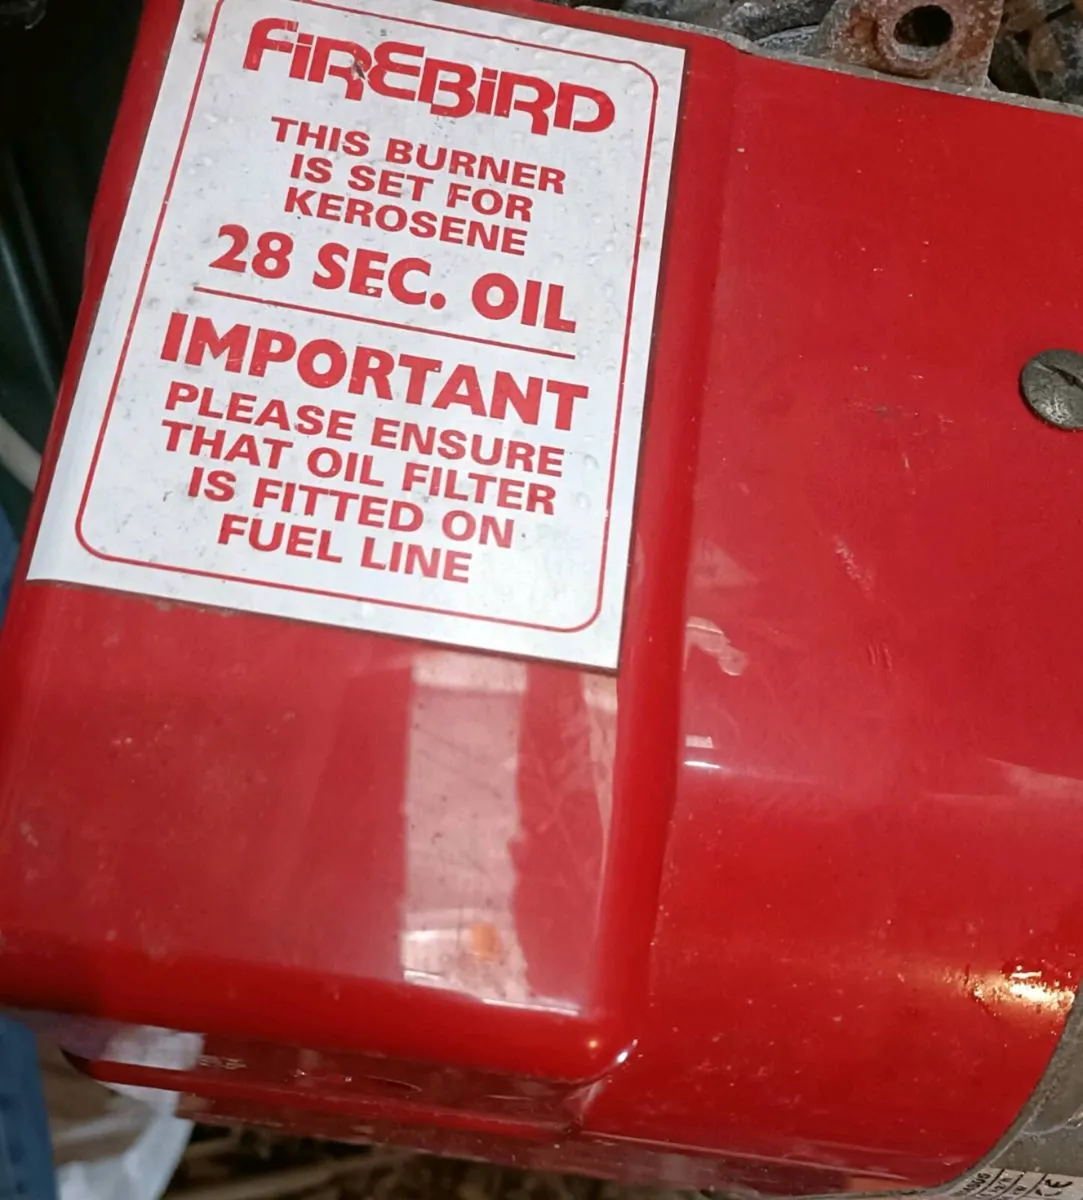 FiREBiRD
THIS BURNER
IS SET FOR
KEROSENE
28 SEC. OIL
IMPORTANT
PLEASE ENSURE
THAT OIL FILTER
IS FITTED ON
FUEL LINE